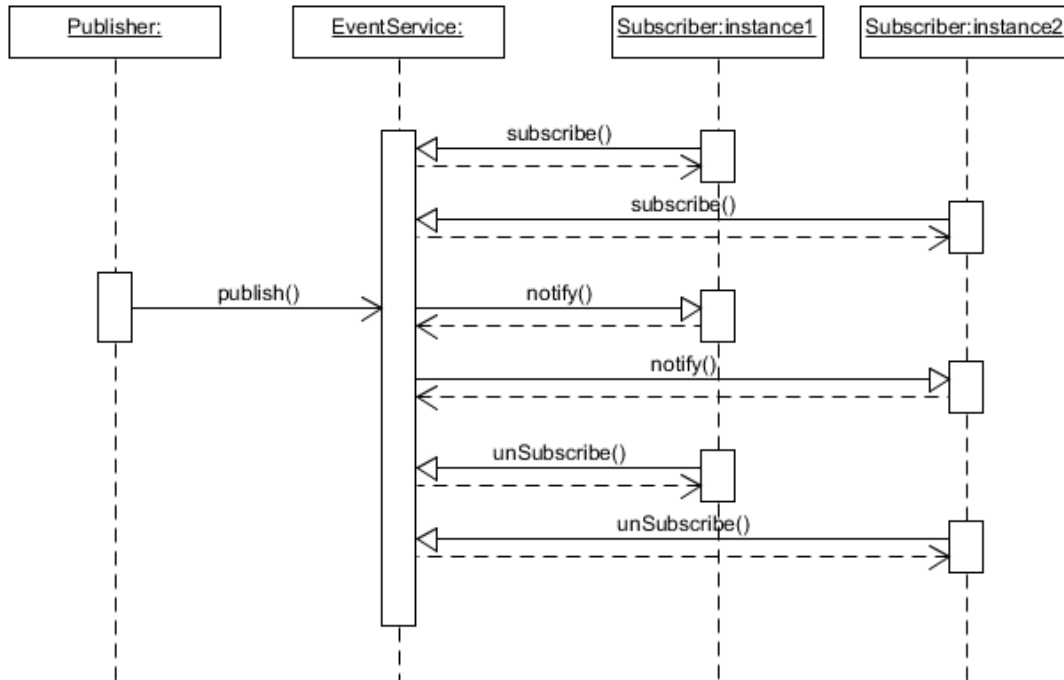 Publisher:
EventService:
Subscriber:instance1
Subscriber:instance2
subscribe()
subscribe()
publish()
notify()
notify()
unSubscribe()
unSubscribe()